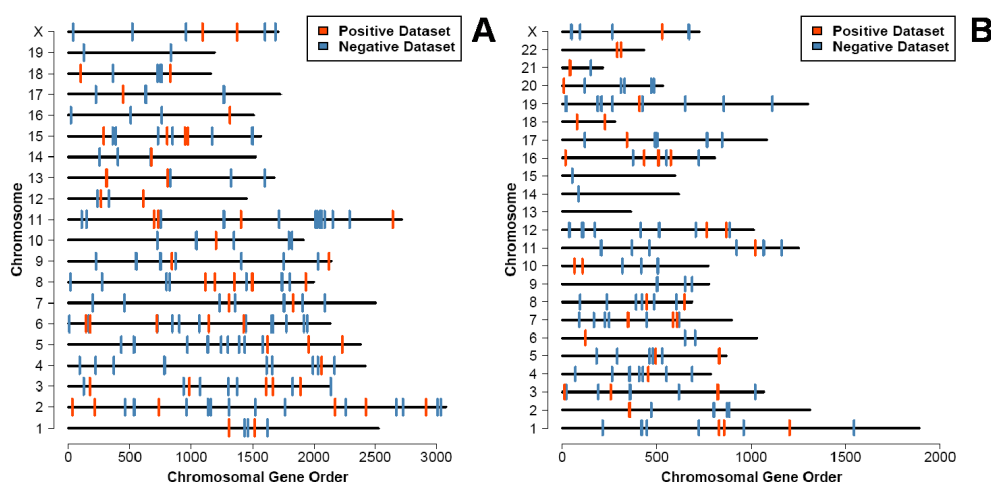 A
Positive Dataset
Negative Dataset
Chromosome
X
19
18
17
16
15
14
13
12
11
10
9
8
7
6
5
4
3
2
1
0 500 1000 1500 2000 2500 3000
Chromosomal Gene Order
B
Positive Dataset
Negative Dataset
Chromosome
X
22
21
20
19
18
17
16
15
14
13
12
11
10
9
8
7
6
5
4
3
2
1
0 500 1000 1500 2000
Chromosomal Gene Order